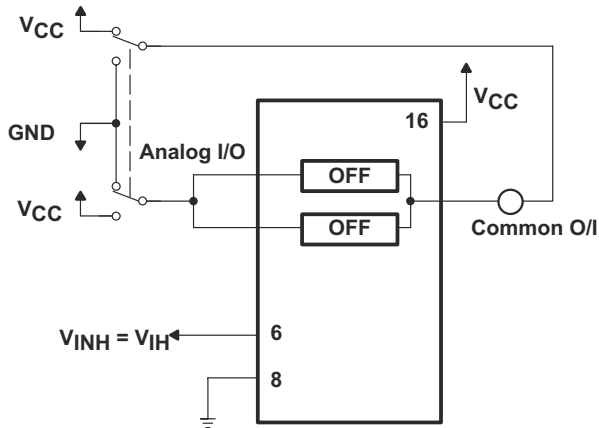 VCC
VCC
16
GND
Analog I/O
OFF
VCC
OFF
Common O/I
VINH = VIH
6
8